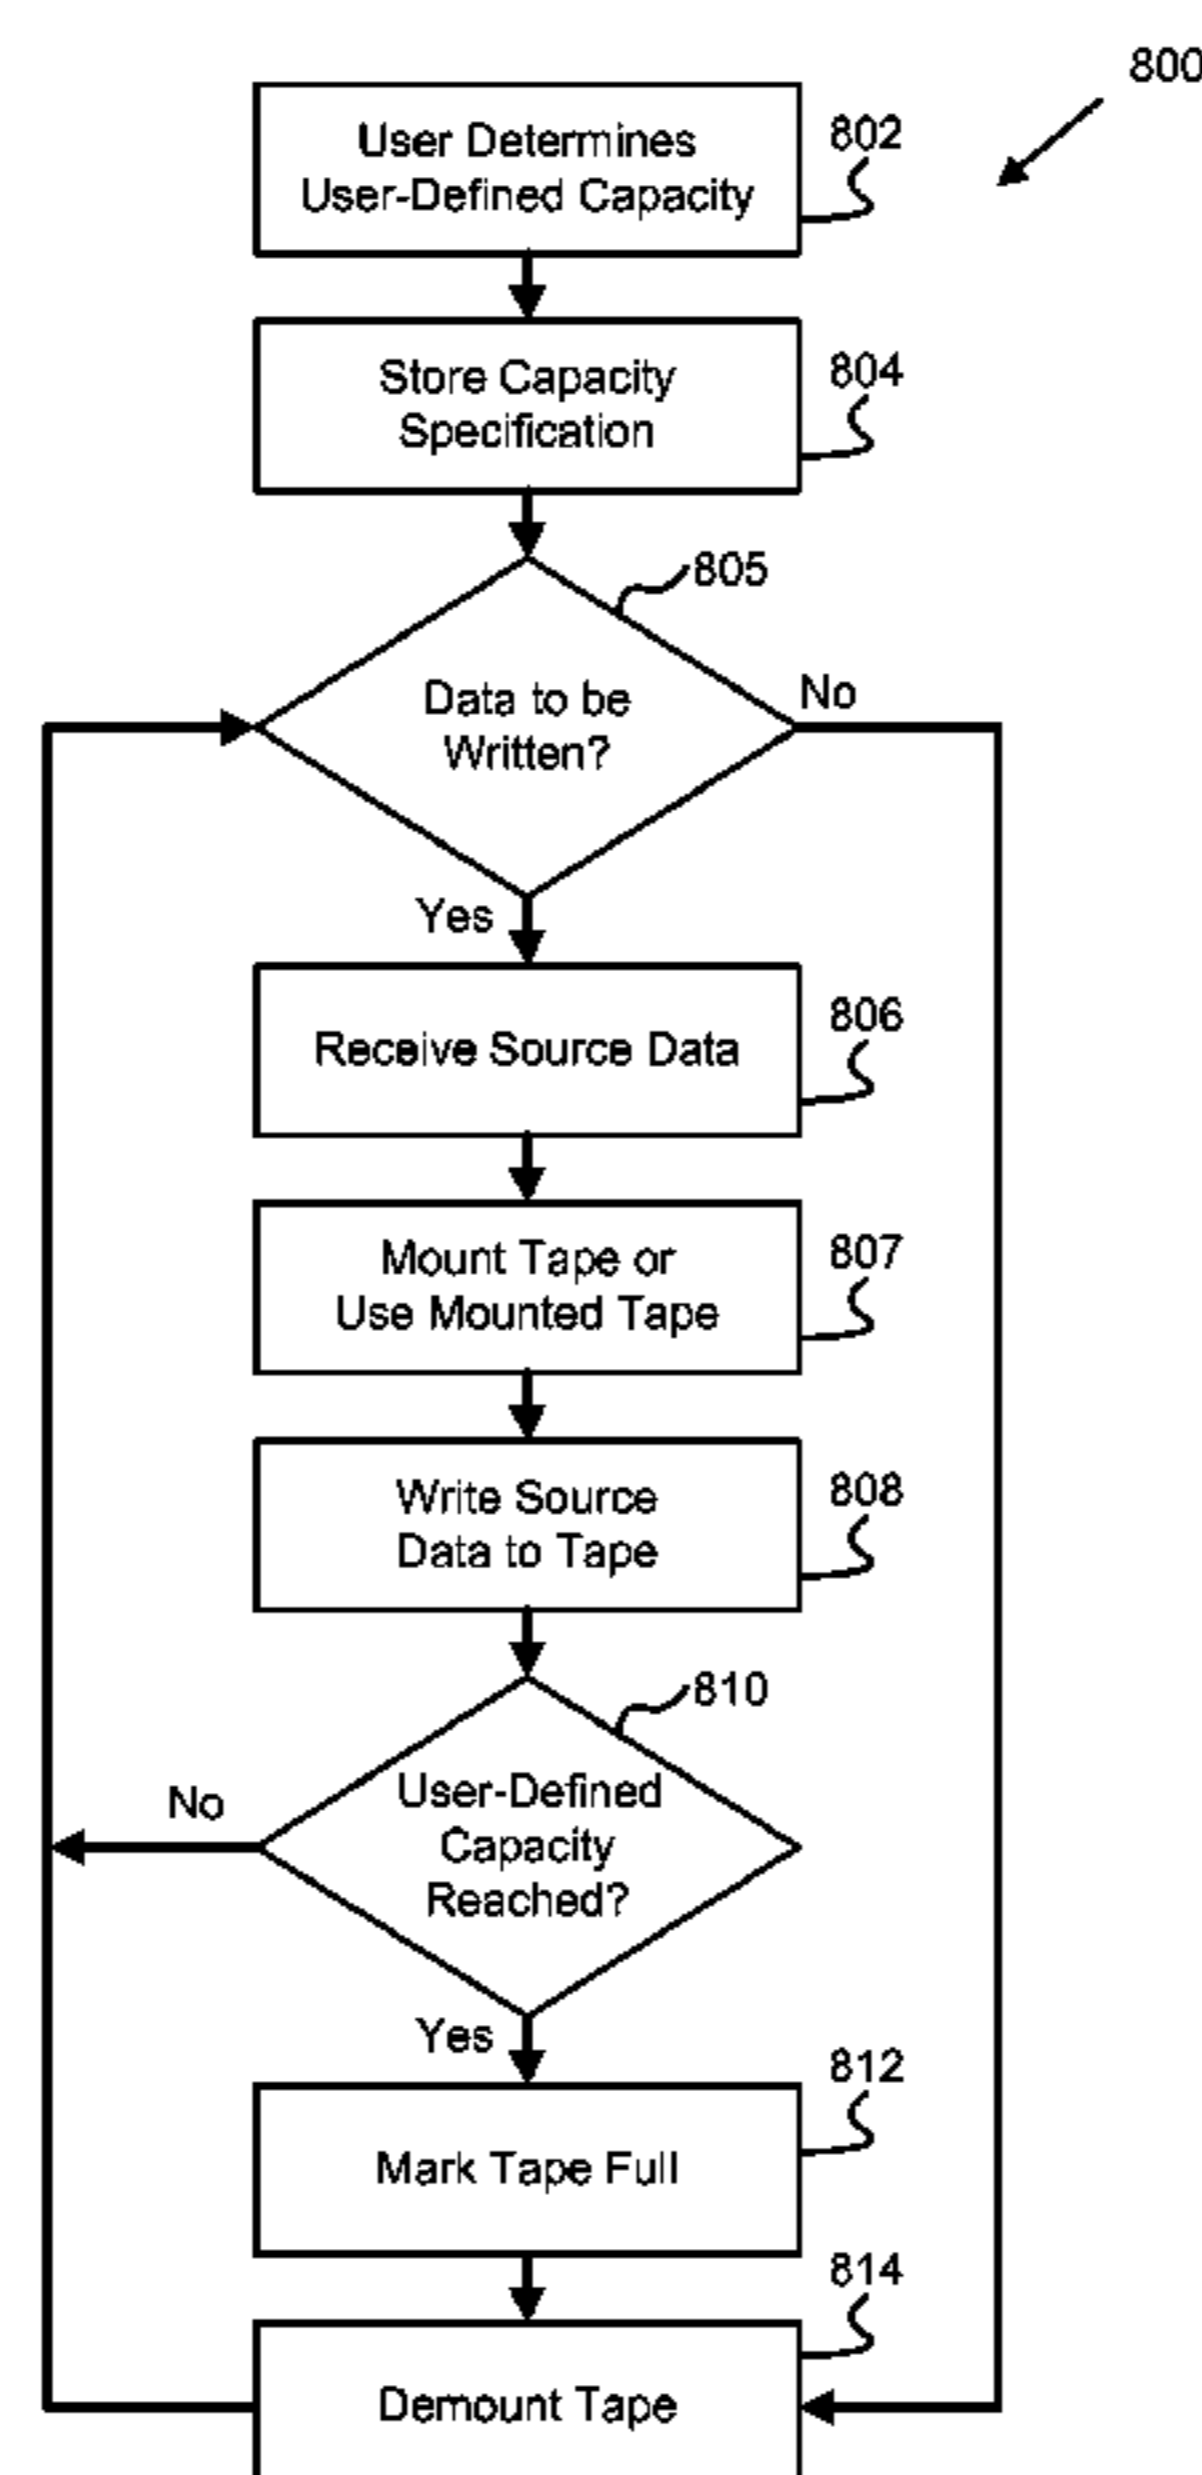 800
User Determines
User-Defined Capacity
802
Store Capacity
Specification
804
805
Data to be
Written?
No
Yes
Receive Source Data
806
Mount Tape or
Use Mounted Tape
807
Write Source
Data to Tape
808
810
User-Defined
Capacity
Reached?
No
Yes
812
Mark Tape Full
814
Demount Tape